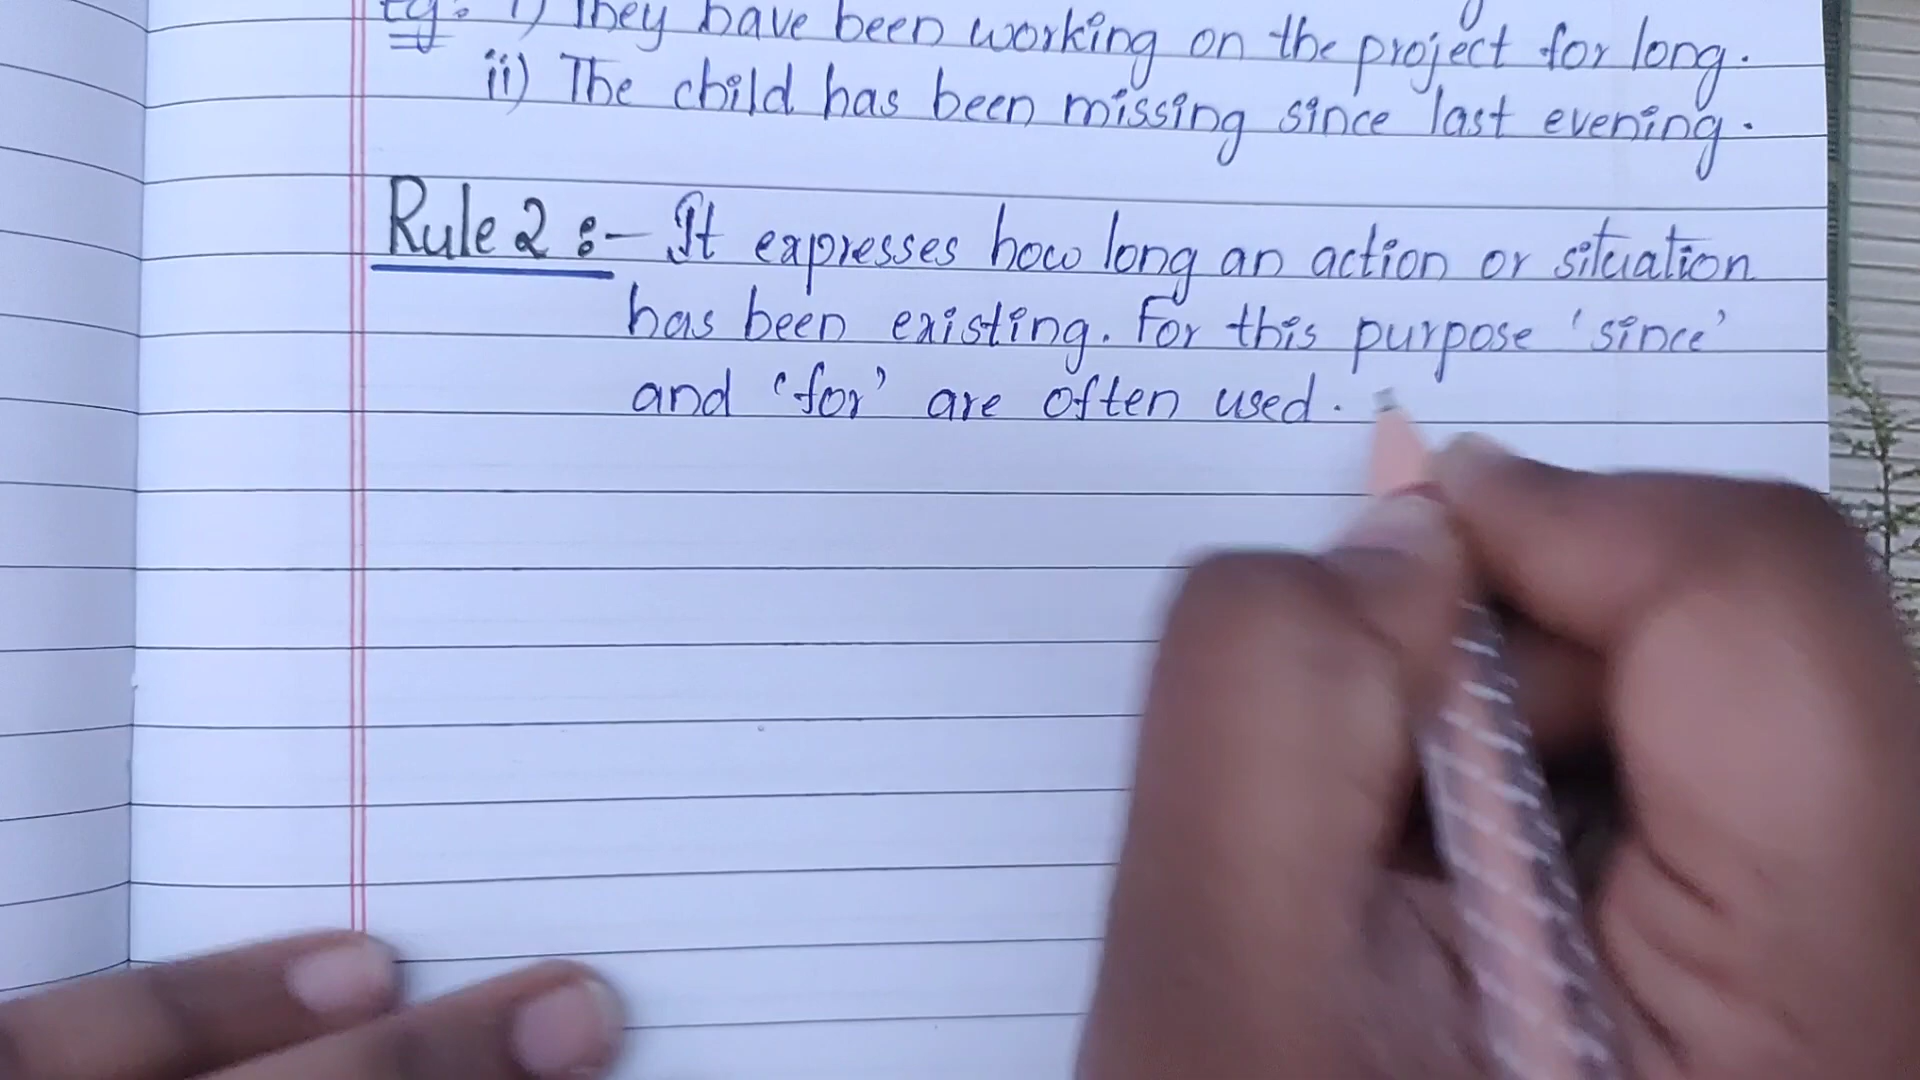 Eg: i) They have been working on the project for long.
ii) The child has been missing since last evening.
Rule 2 :- It expresses how long an action or situation
has been existing. For this purpose 'since'
and 'for' are often used.